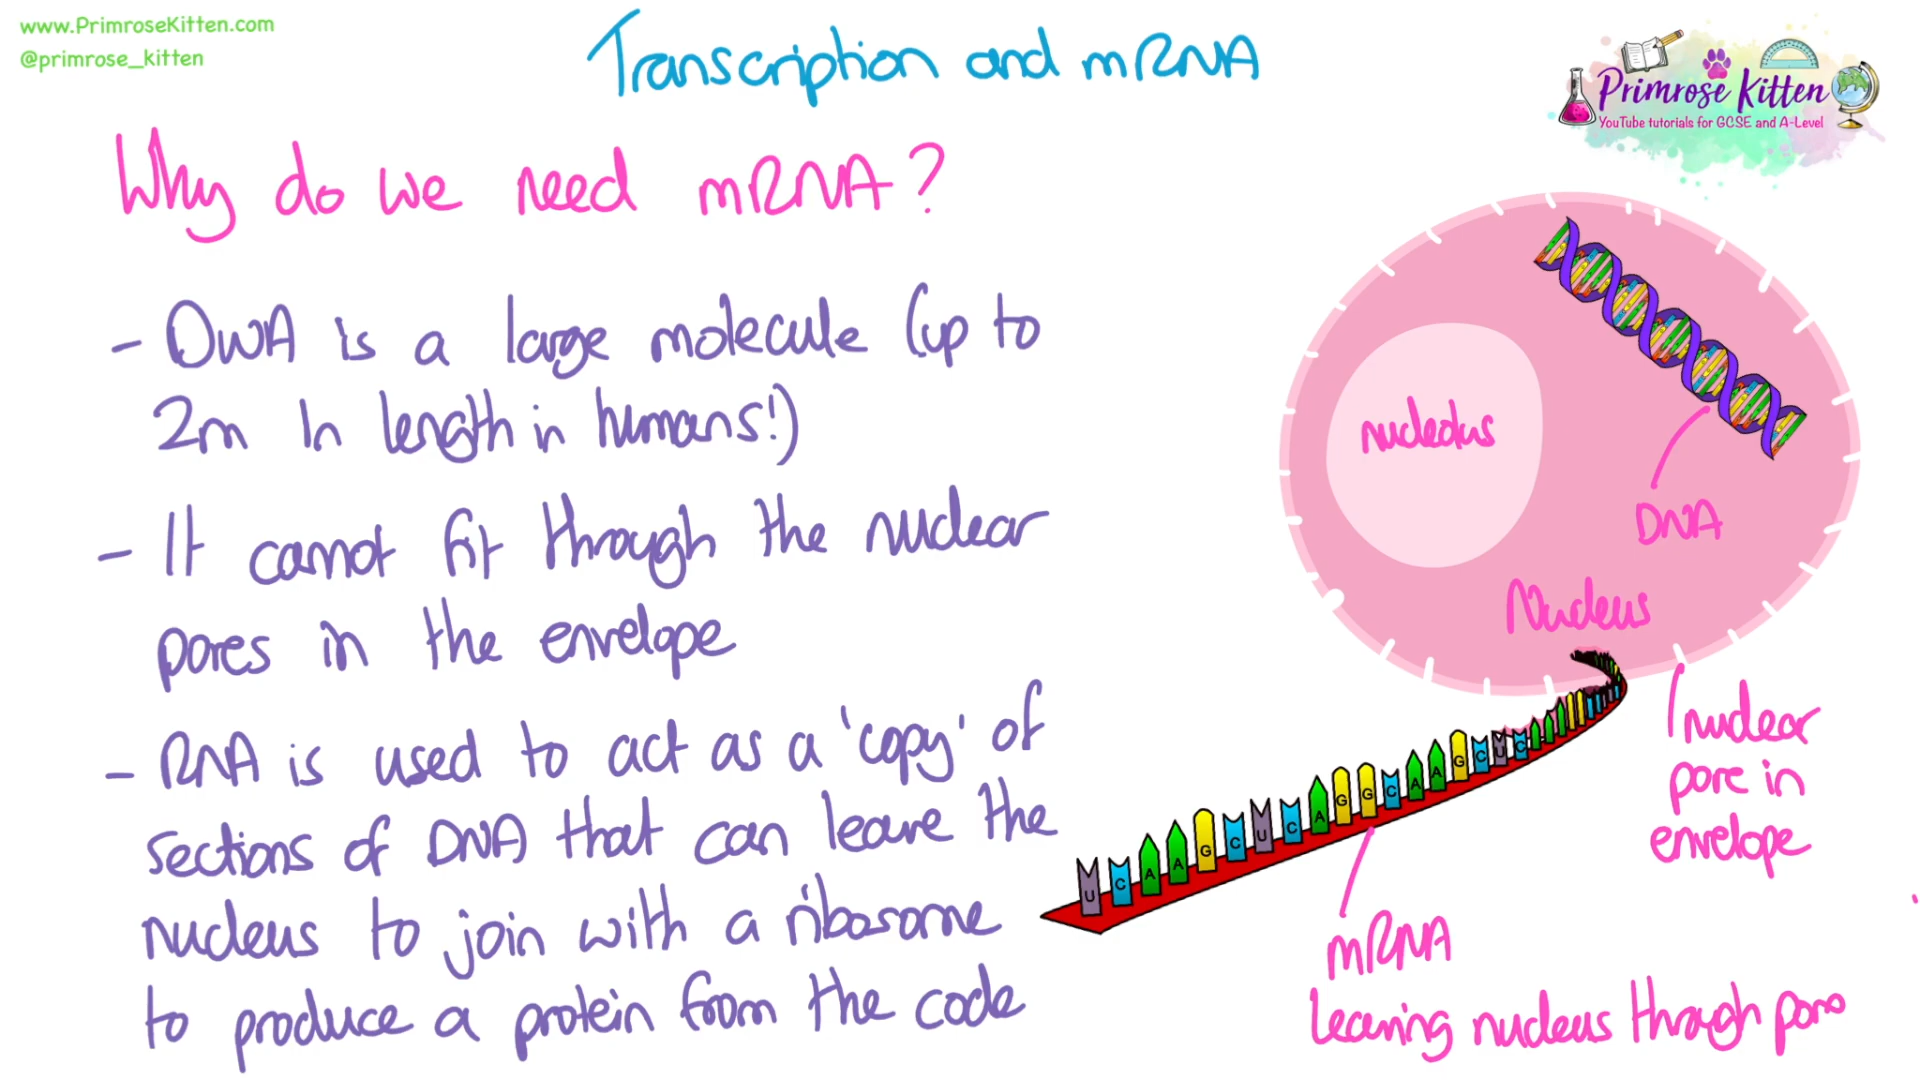 www.PrimroseKitten.com
@primrose_kitten
Transcription and mRNA
Primrose Kitten
YouTube tutorials for GCSE and A-Level
Why do we need mRNA?
- DNA is a large molecule (up to
2m in length in humans!)
- It cannot fit through the nuclear
pores in the envelope
- RNA is used to act as a 'copy' of
sections of DNA that can leave the
nucleus to join with a ribosome
to produce a protein from the code
nucleolus
DNA
Nucleus
nuclear
pore in
envelope
U C A A G C U C A G G C A A G C U C
mRNA
leaving nucleus through pore